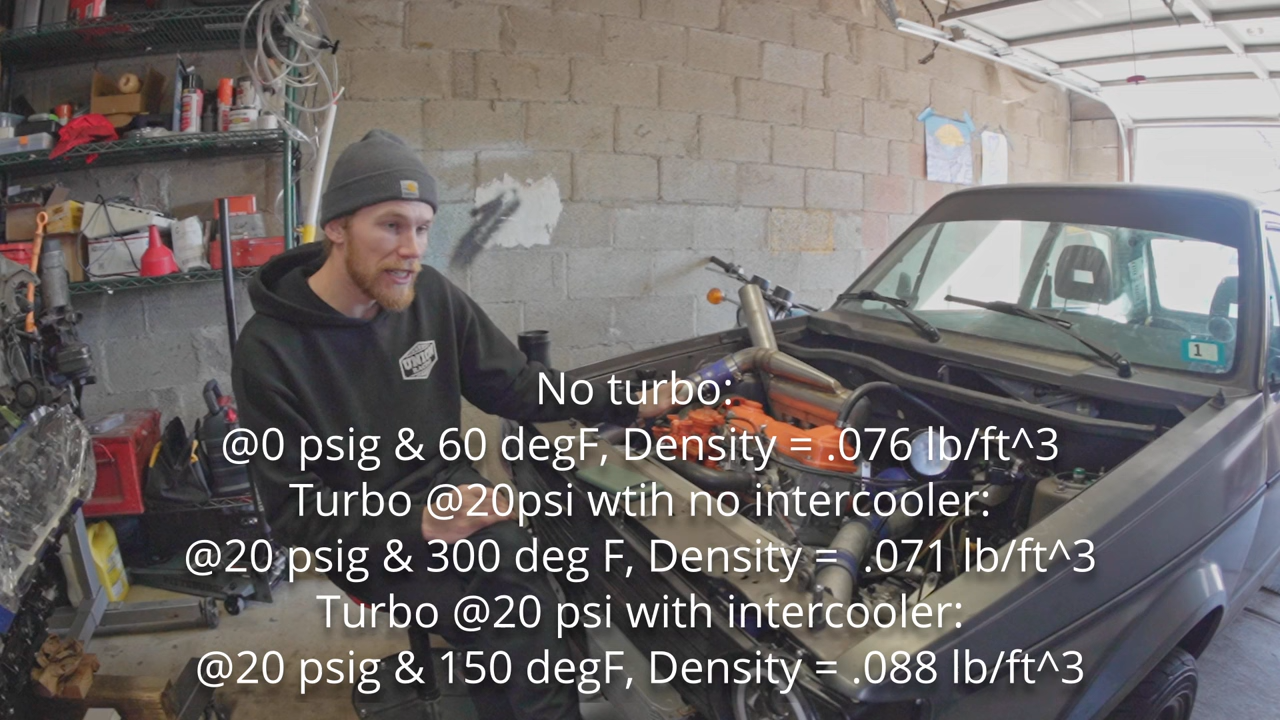 No turbo:
@0 psig & 60 degF, Density = .076 lb/ft^3
Turbo @20psi wtih no intercooler:
@20 psig & 300 deg F, Density =  .071 lb/ft^3
Turbo @20 psi with intercooler:
@20 psig & 150 degF, Density = .088 lb/ft^3
1